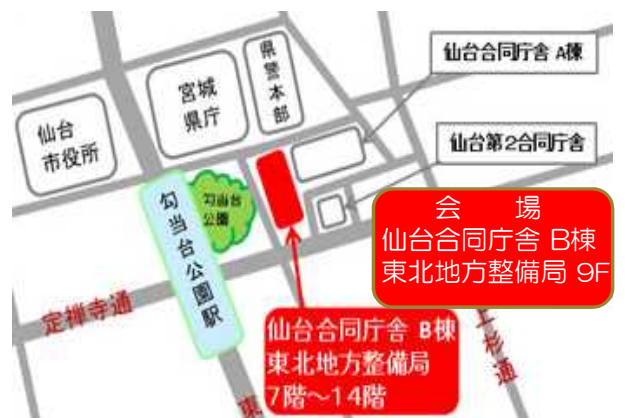 仙台合同庁舎 A棟
県警本部
宮城
県庁
仙台
市役所
仙台第2合同庁舎
勾当台
公園
勾当台公園駅
会　場
仙台合同庁舎 B棟
東北地方整備局 9F
定禅寺通
仙台合同庁舎 B棟
東北地方整備局
7階～14階
東
上杉通